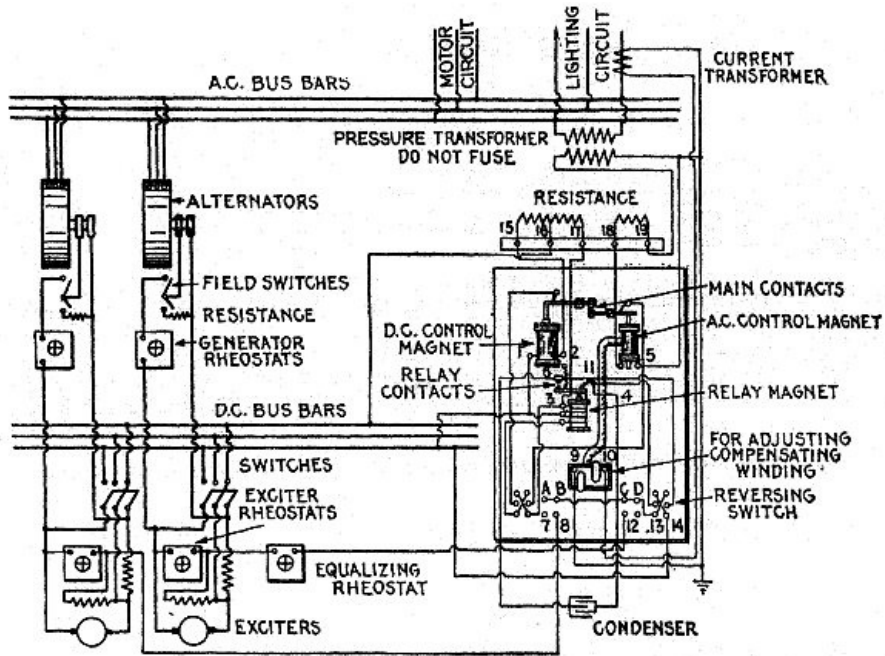 MOTOR
CIRCUIT
LIGHTING
CIRCUIT
CURRENT
TRANSFORMER
A.C. BUS BARS
PRESSURE TRANSFORMER
DO NOT FUSE
ALTERNATORS
RESISTANCE
15 16 17 18 19
FIELD SWITCHES
RESISTANCE
GENERATOR
RHEOSTATS
MAIN CONTACTS
D.C. CONTROL
MAGNET
A.C. CONTROL MAGNET
1 2 5
RELAY
CONTACTS
11
3 4
RELAY MAGNET
D.C. BUS BARS
SWITCHES
FOR ADJUSTING
COMPENSATING
WINDING
9 10
EXCITER
RHEOSTATS
A B C D
REVERSING
SWITCH
7 8 12 13 14
EQUALIZING
RHEOSTAT
EXCITERS
CONDENSER